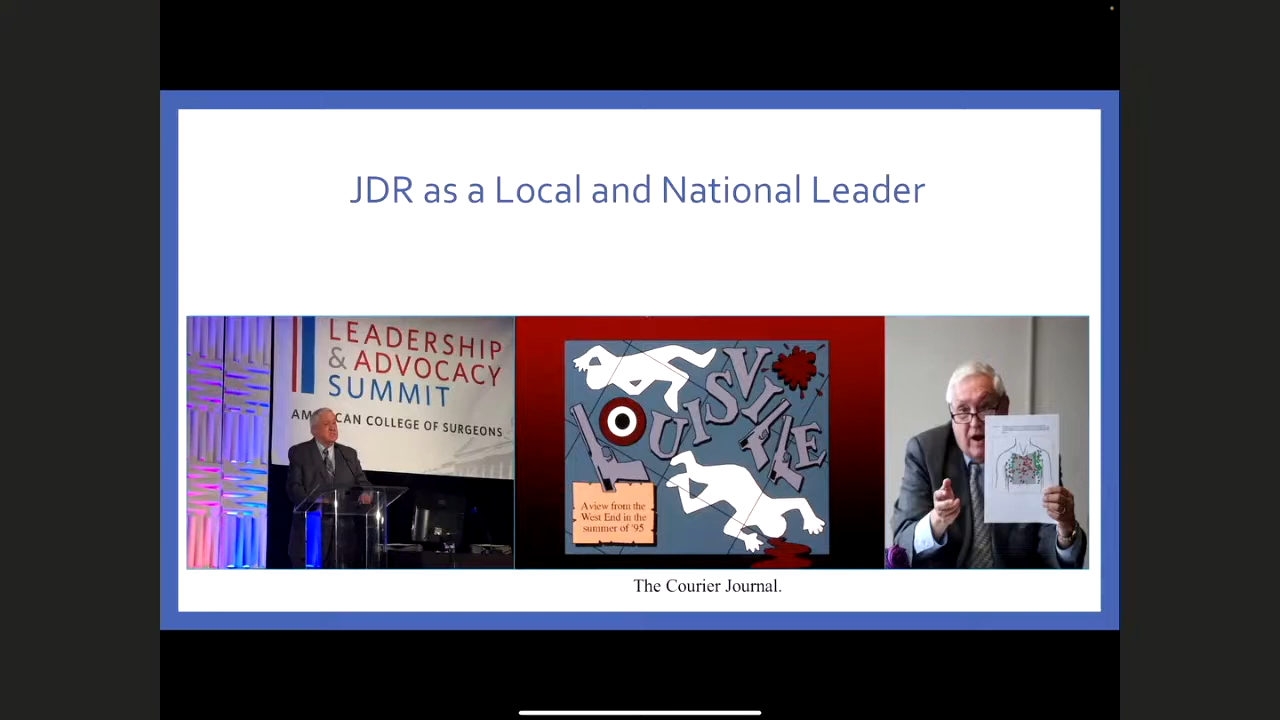 JDR as a Local and National Leader
LEADERSHIP
& ADVOCACY
SUMMIT
AMERICAN COLLEGE OF SURGEONS
LOUISVILLE
A view from the
West End in the
summer of '95
The Courier Journal.